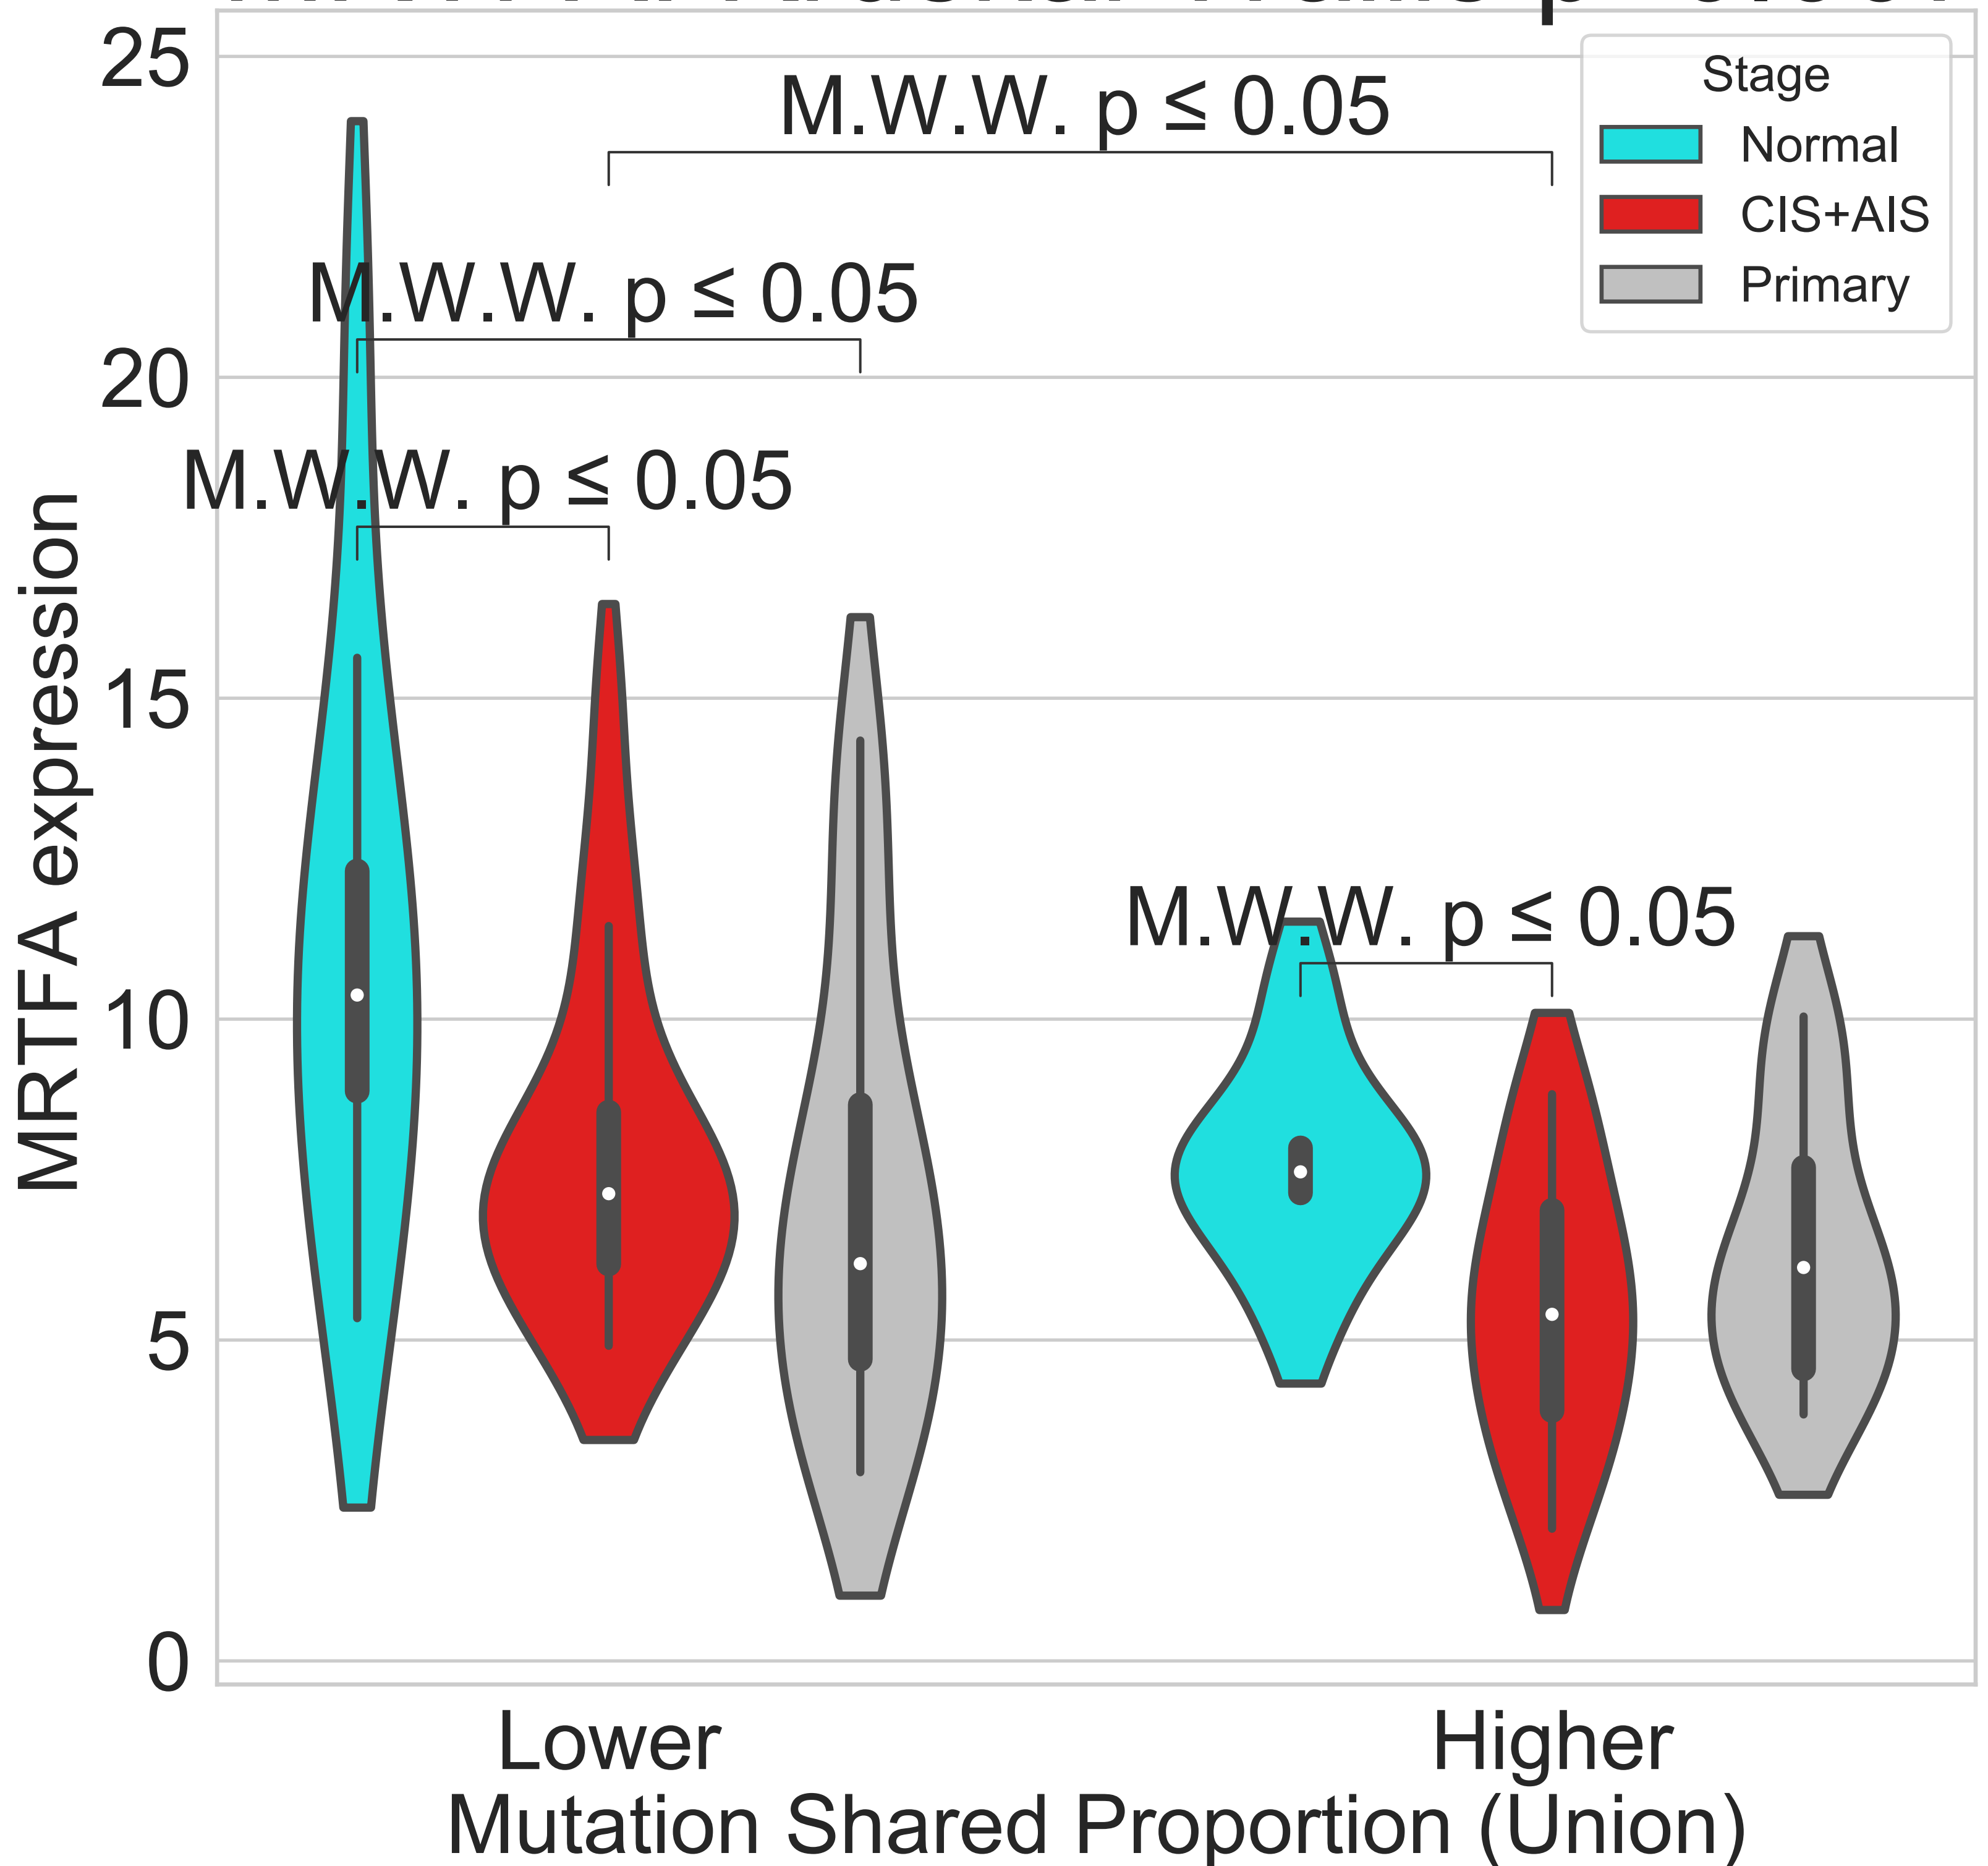 25
20
15
10
5
0
MRTFA expression
M.W.W. p ≤ 0.05
M.W.W. p ≤ 0.05
M.W.W. p ≤ 0.05
M.W.W. p ≤ 0.05
Stage
Normal
CIS+AIS
Primary
Lower
Higher
Mutation Shared Proportion (Union)